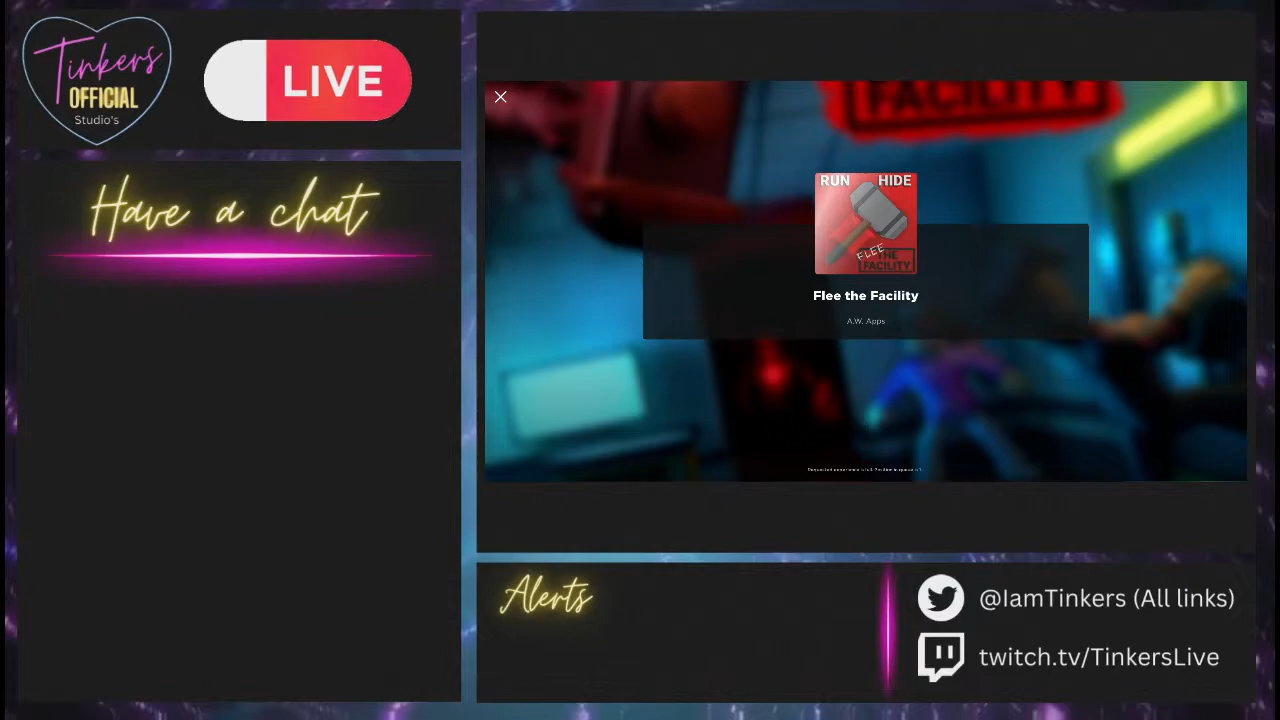 Tinkers
OFFICIAL
Studio's
LIVE
Have a chat
FACILITY
RUN HIDE
FLEE
THE
FACILITY
Flee the Facility
A.W. Apps
Alerts
@IamTinkers (All links)
twitch.tv/TinkersLive